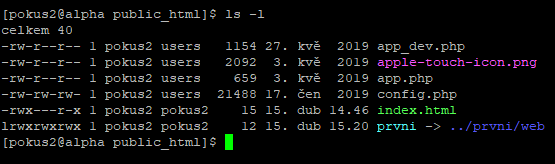 [pokus2@alpha public_html]$ ls -l
celkem 40
-rw-r--r-- 1 pokus2 users 1154 27. kvě 2019 app_dev.php
-rw-r--r-- 1 pokus2 users 2092 3. kvě 2019 apple-touch-icon.png
-rw-r--r-- 1 pokus2 users 659 3. kvě 2019 app.php
-rw-rw-rw- 1 pokus2 users 21488 17. čen 2019 config.php
-rwx---r-x 1 pokus2 pokus2 15 15. dub 14.46 index.html
lrwxrwxrwx 1 pokus2 pokus2 12 15. dub 15.20 prvni -> ../prvni/web
[pokus2@alpha public_html]$